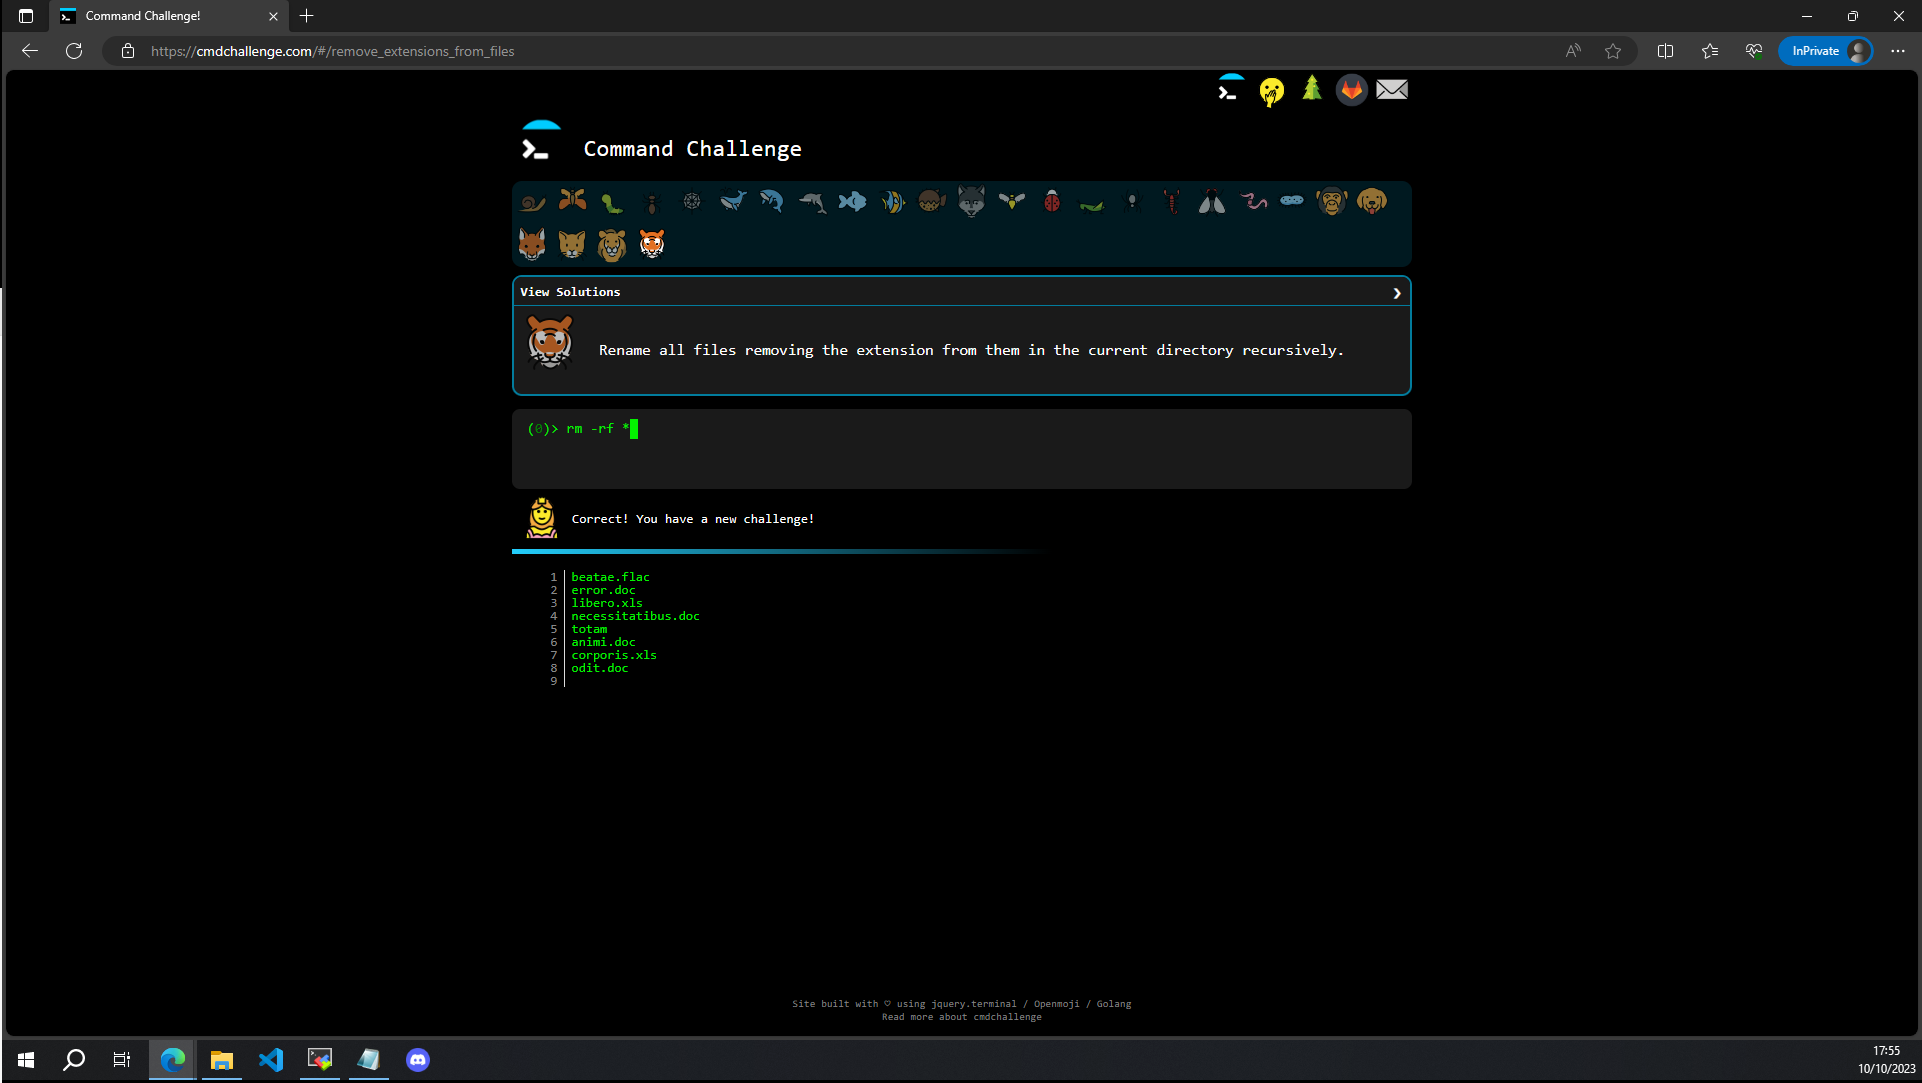 Command Challenge!
https://cmdchallenge.com/#/remove_extensions_from_files
InPrivate
Command Challenge
View Solutions
Rename all files removing the extension from them in the current directory recursively.
(0)> rm -rf *
Correct! You have a new challenge!
1 beatae.flac
2 error.doc
3 libero.xls
4 necessitatibus.doc
5 totam
6 animi.doc
7 corporis.xls
8 odit.doc
9
Site built with ♡ using jquery.terminal / Openmoji / Golang
Read more about cmdchallenge
17:55
10/10/2023